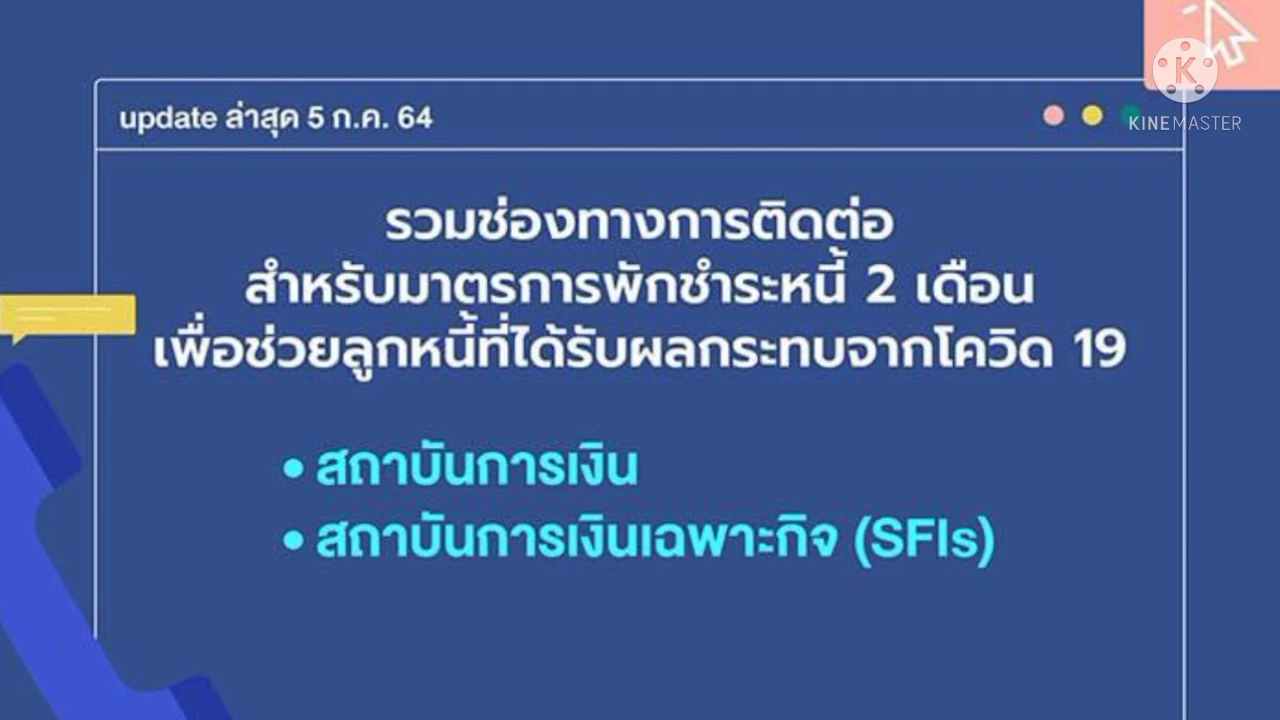 update ล่าสุด 5 ก.ค. 64
KINEMASTER
รวมช่องทางการติดต่อ
สำหรับมาตรการพักชำระหนี้ 2 เดือน
เพื่อช่วยลูกหนี้ที่ได้รับผลกระทบจากโควิด 19
• สถาบันการเงิน
• สถาบันการเงินเฉพาะกิจ (SFIs)